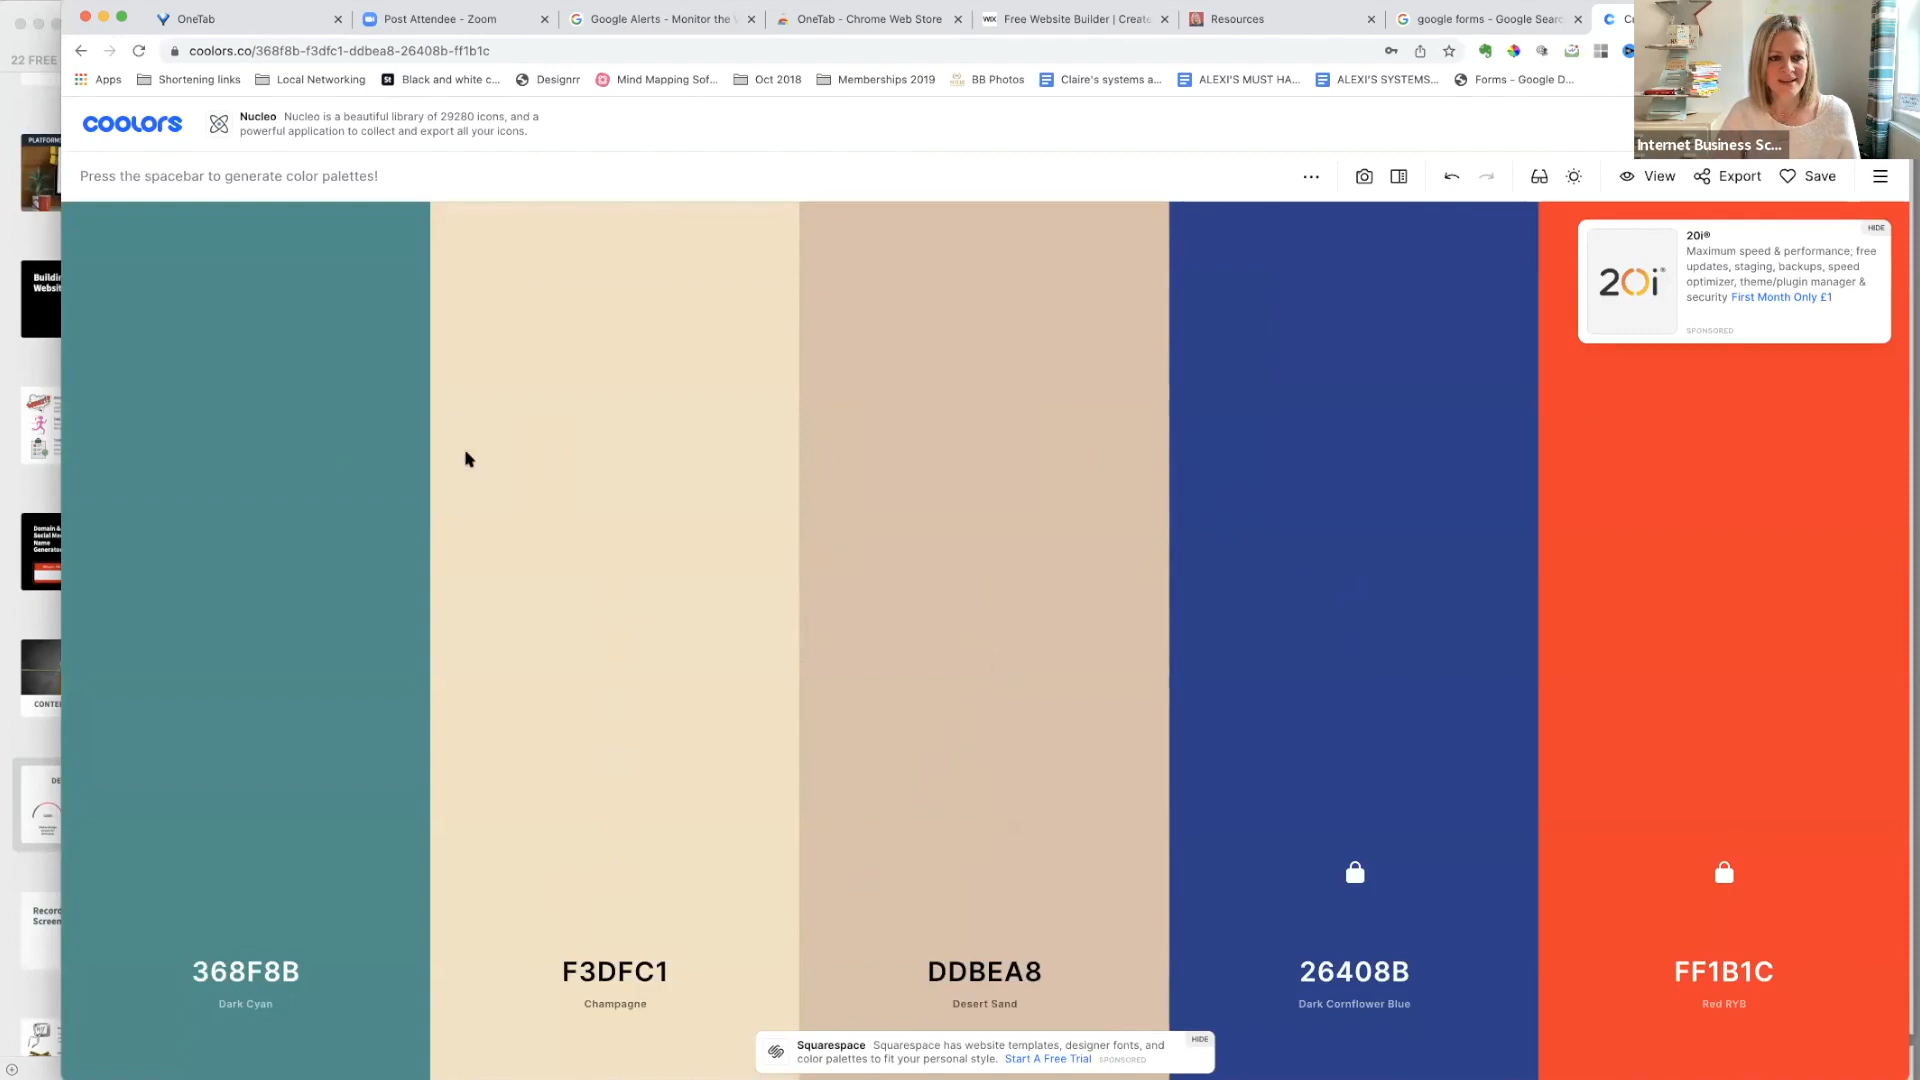 OneTab
Post Attendee - Zoom
Google Alerts - Monitor the
OneTab - Chrome Web Store
Free Website Builder | Create
Resources
google forms - Google Sear
22 FREE
coolors.co/368f8b-f3dfc1-ddbea8-26408b-ff1b1c
Apps
Shortening links
Local Networking
Black and white c...
Designrr
Mind Mapping Sof...
Oct 2018
Memberships 2019
BB Photos
Claire's systems a...
ALEXI'S MUST HA...
ALEXI'S SYSTEMS...
Forms - Google D...
coolors
Nucleo Nucleo is a beautiful library of 29280 icons, and a
powerful application to collect and export all your icons.
Internet Business Sc...
Press the spacebar to generate color palettes!
View
Export
Save
HIDE
20i®
20i®
Maximum speed & performance; free
updates, staging, backups, speed
optimizer, theme/plugin manager &
security First Month Only £1
SPONSORED
368F8B
Dark Cyan
F3DFC1
Champagne
DDBEA8
Desert Sand
26408B
Dark Cornflower Blue
FF1B1C
Red RYB
Squarespace Squarespace has website templates, designer fonts, and
color palettes to fit your personal style. Start A Free Trial SPONSORED
HIDE